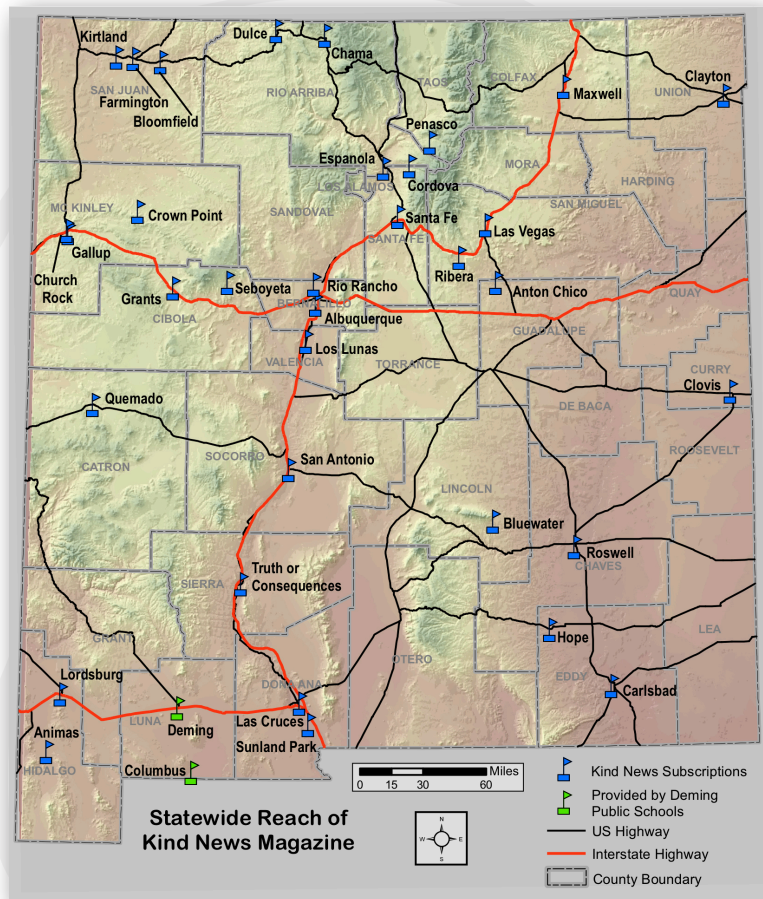 Kirtland
Dulce
Chama
TAOS
COLFAX
Clayton
SAN JUAN
RIO ARRIBA
Maxwell
UNION
Farmington
Bloomfield
Penasco
Espanola
MORA
HARDING
LOS ALAMOS
Cordova
MC KINLEY
Crown Point
SANDOVAL
Santa Fe
SAN MIGUEL
Las Vegas
SANTA FE
Gallup
Ribera
Church
Rock
Seboyeta
Rio Rancho
Anton Chico
QUAY
Grants
BERNALILLO
CIBOLA
Albuquerque
GUADALUPE
Los Lunas
VALENCIA
TORRANCE
CURRY
Clovis
Quemado
DE BACA
SOCORRO
San Antonio
ROOSEVELT
CATRON
LINCOLN
Bluewater
Roswell
CHAVES
Truth or
Consequences
SIERRA
Hope
LEA
GRANT
OTERO
EDDY
Lordsburg
DONA ANA
Carlsbad
LUNA
Las Cruces
Deming
Animas
Sunland Park
HIDALGO
Columbus
Miles
0 15 30 60
Statewide Reach of
Kind News Magazine
N
W E
S
Kind News Subscriptions
Provided by Deming
Public Schools
US Highway
Interstate Highway
County Boundary